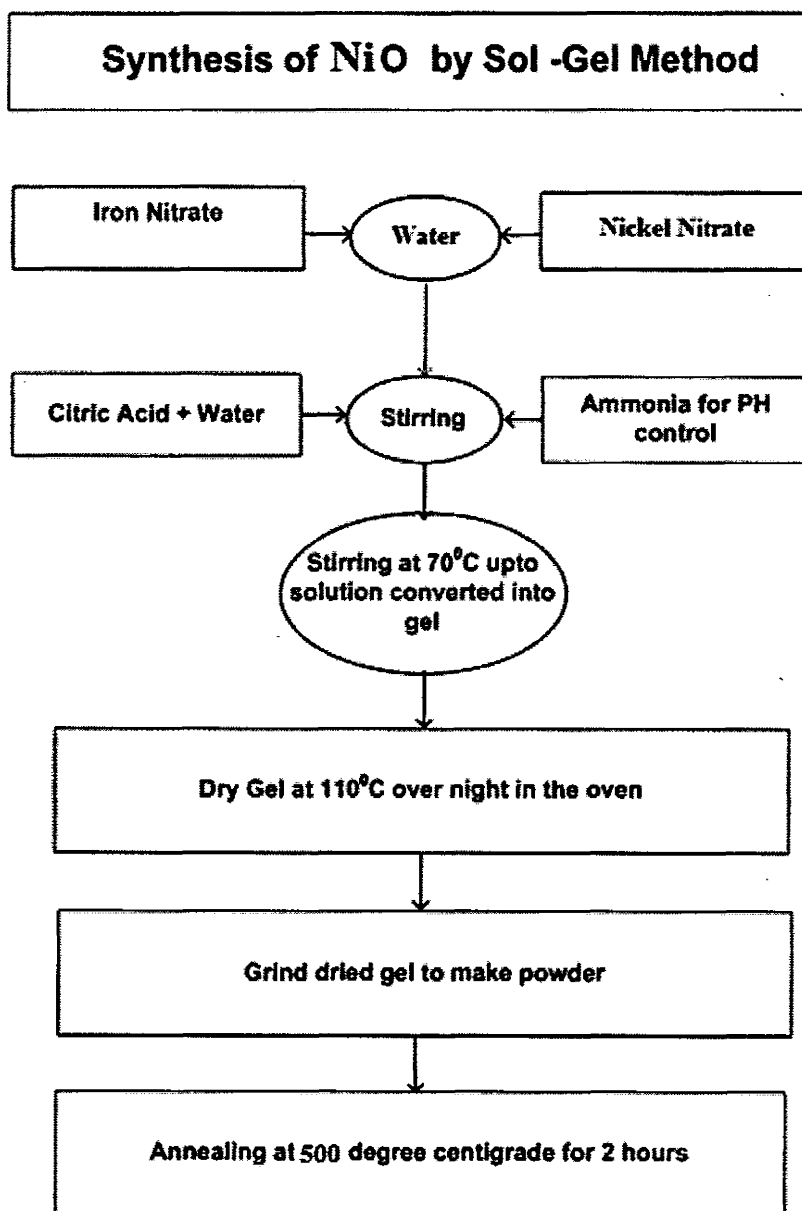 Synthesis of NiO by Sol -Gel Method
Iron Nitrate
Water
Nickel Nitrate
Citric Acid + Water
Stirring
Ammonia for PH
control
Stirring at 70⁰C upto
solution converted into
gel
Dry Gel at 110⁰C over night in the oven
Grind dried gel to make powder
Annealing at 500 degree centigrade for 2 hours